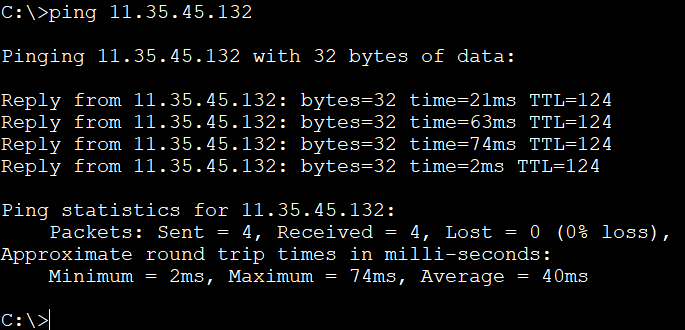 C:\>ping 11.35.45.132
Pinging 11.35.45.132 with 32 bytes of data:
Reply from 11.35.45.132: bytes=32 time=21ms TTL=124
Reply from 11.35.45.132: bytes=32 time=63ms TTL=124
Reply from 11.35.45.132: bytes=32 time=74ms TTL=124
Reply from 11.35.45.132: bytes=32 time=2ms TTL=124
Ping statistics for 11.35.45.132:
    Packets: Sent = 4, Received = 4, Lost = 0 (0% loss),
Approximate round trip times in milli-seconds:
    Minimum = 2ms, Maximum = 74ms, Average = 40ms
C:\>